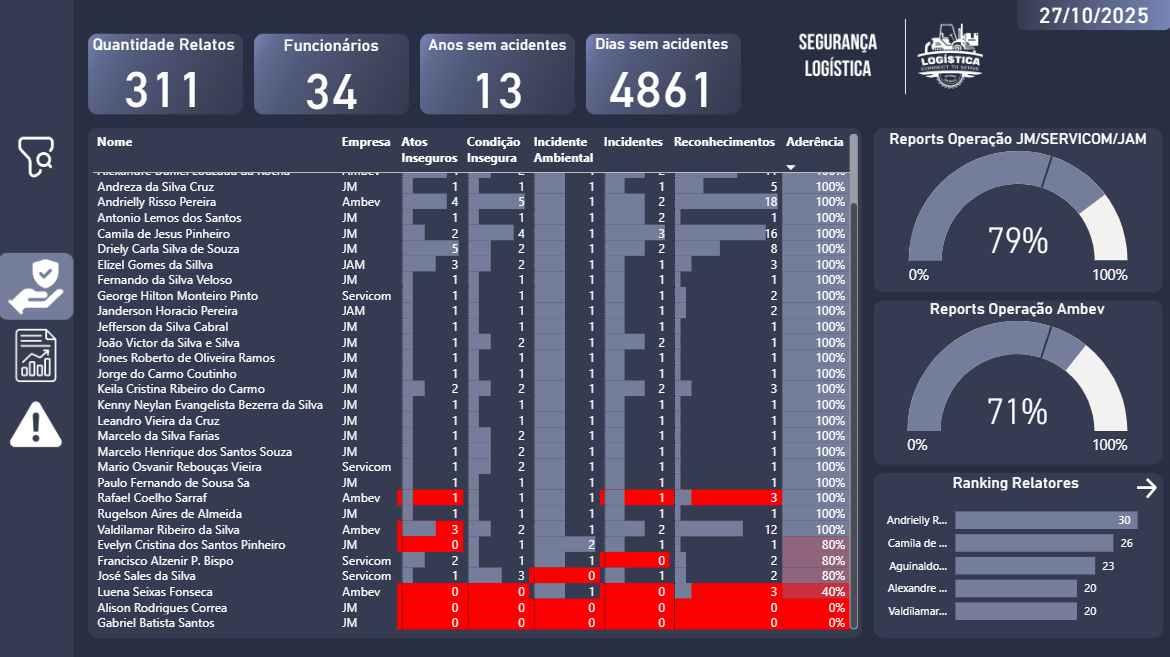 27/10/2025
Quantidade Relatos
311
Funcionários
34
Anos sem acidentes
13
Dias sem acidentes
4861
SEGURANÇA
LOGÍSTICA
LOGÍSTICA
CONNECT TO SERVE
Nome Empresa Atos Inseguros Condição Insegura Incidente Ambiental Incidentes Reconhecimentos Aderência
Alexandre Daniel Louzada da Rocha Ambev 1 2 1 2 100%
Andreza da Silva Cruz JM 1 1 1 1 5 100%
Andrielly Risso Pereira Ambev 4 5 1 2 18 100%
Antonio Lemos dos Santos JM 1 1 1 2 1 100%
Camila de Jesus Pinheiro JM 2 4 1 3 16 100%
Driely Carla Silva de Souza JM 5 2 1 2 8 100%
Elizel Gomes da Sillva JAM 3 2 1 1 3 100%
Fernando da Silva Veloso JM 1 1 1 1 1 100%
George Hilton Monteiro Pinto Servicom 1 1 1 1 2 100%
Janderson Horacio Pereira JAM 1 1 1 1 2 100%
Jefferson da Silva Cabral JM 1 1 1 1 1 100%
João Victor da Silva e Silva JM 1 2 1 2 1 100%
Jones Roberto de Oliveira Ramos JM 1 1 1 1 1 100%
Jorge do Carmo Coutinho JM 1 1 1 1 1 100%
Keila Cristina Ribeiro do Carmo JM 2 2 1 2 3 100%
Kenny Neylan Evangelista Bezerra da Silva JM 1 1 1 1 1 100%
Leandro Vieira da Cruz JM 1 1 1 1 1 100%
Marcelo da Silva Farias JM 1 2 1 1 1 100%
Marcelo Henrique dos Santos Souza JM 1 2 1 1 1 100%
Mario Osvanir Rebouças Vieira Servicom 1 2 1 1 1 100%
Paulo Fernando de Sousa Sa JM 1 1 1 1 1 100%
Rafael Coelho Sarraf Ambev 1 1 1 1 3 100%
Rugelson Aires de Almeida JM 1 1 1 1 1 100%
Valdilamar Ribeiro da Silva Ambev 3 2 1 2 12 100%
Evelyn Cristina dos Santos Pinheiro JM 0 1 2 1 1 80%
Francisco Alzenir P. Bispo Servicom 2 1 1 0 2 80%
José Sales da Silva Servicom 1 3 0 1 2 80%
Luena Seixas Fonseca Ambev 0 0 1 0 3 40%
Alison Rodrigues Correa JM 0 0 0 0 0 0%
Gabriel Batista Santos JM 0 0 0 0 0 0%
Reports Operação JM/SERVICOM/JAM
79%
0% 100%
Reports Operação Ambev
71%
0% 100%
Ranking Relatores
Andrielly R... 30
Camila de ... 26
Aguinaldo... 23
Alexandre ... 20
Valdilamar... 20